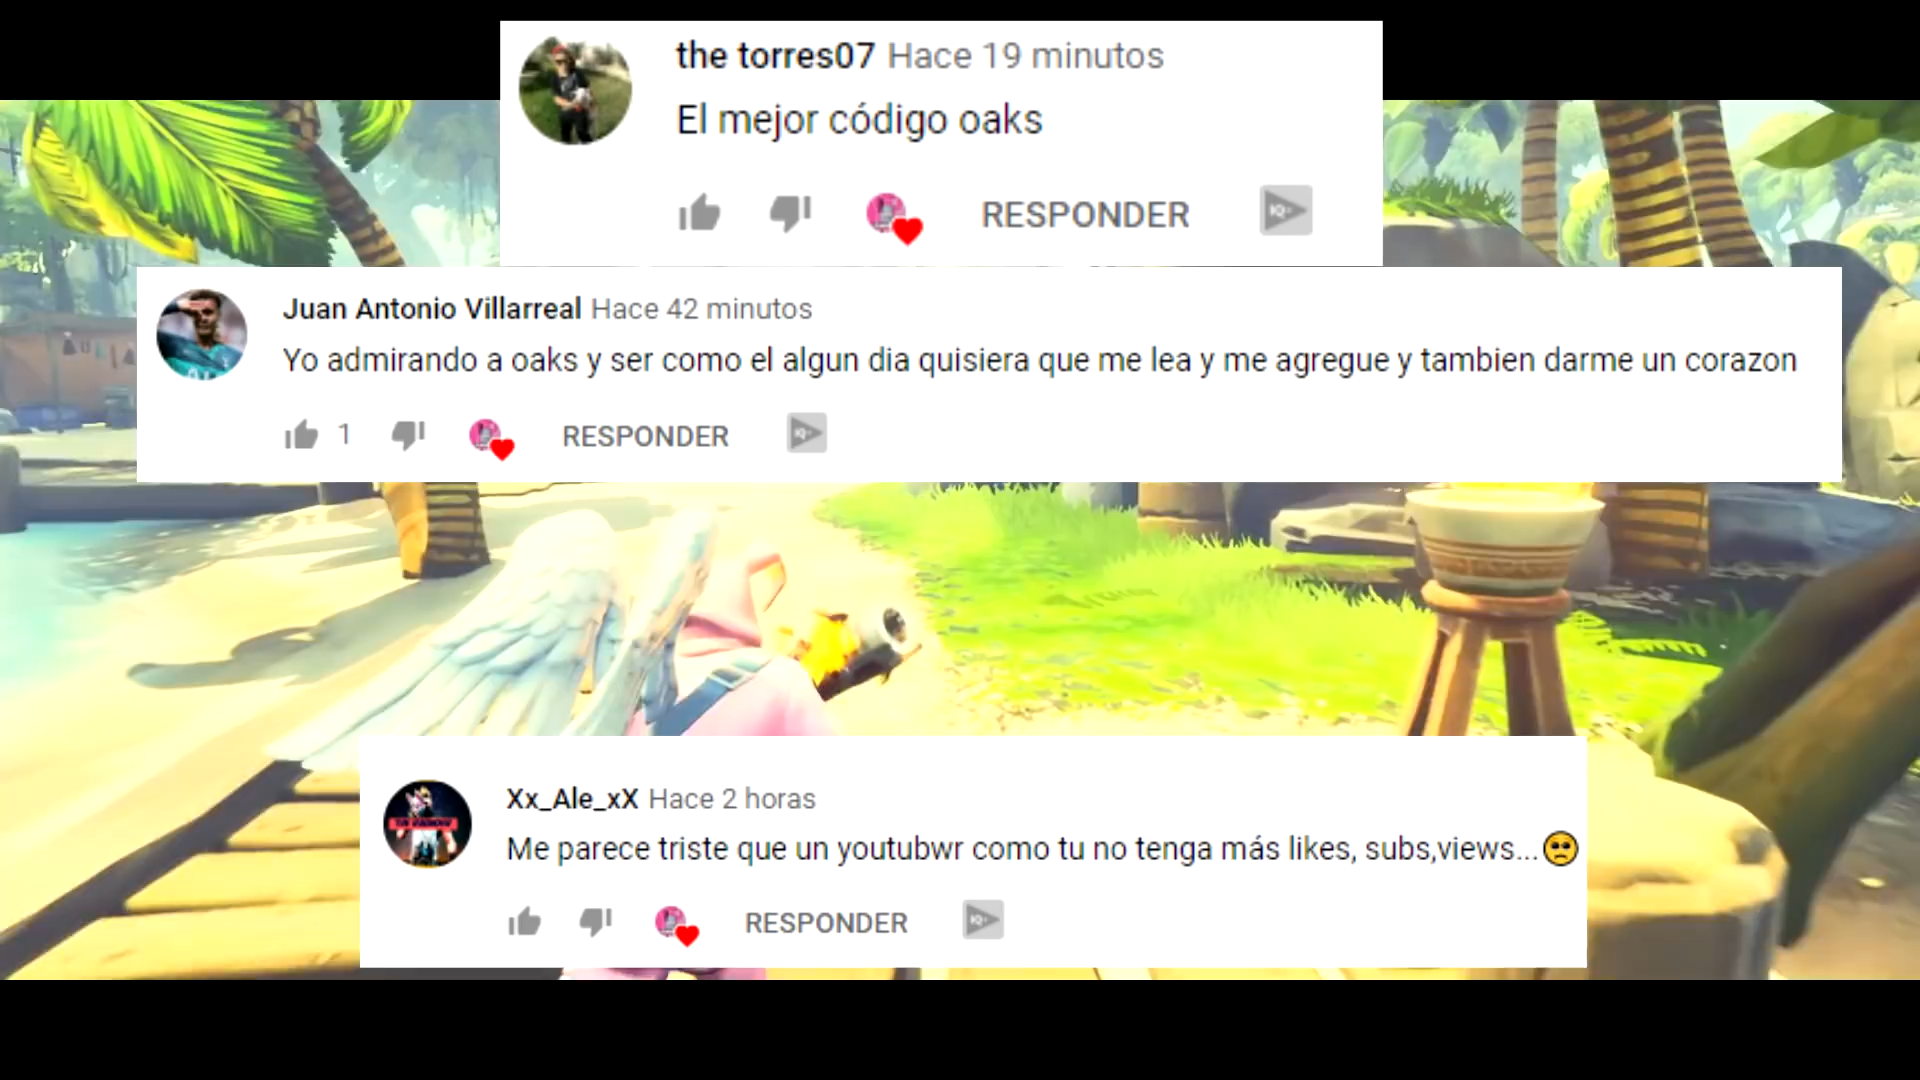 the torres07 Hace 19 minutos
El mejor código oaks
RESPONDER
Juan Antonio Villarreal Hace 42 minutos
Yo admirando a oaks y ser como el algun dia quisiera que me lea y me agregue y tambien darme un corazon
1
RESPONDER
Xx_Ale_xX Hace 2 horas
Me parece triste que un youtubwr como tu no tenga más likes, subs,views...🥺
RESPONDER